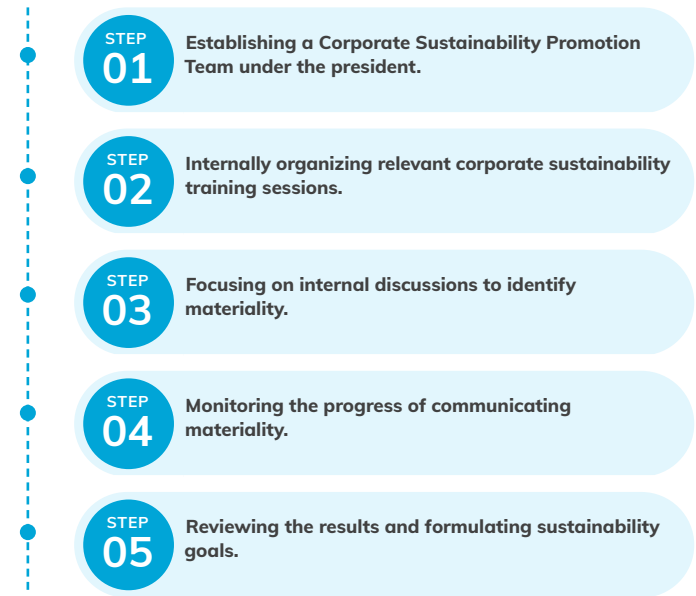 STEP
01
Establishing a Corporate Sustainability Promotion
Team under the president.
STEP
02
Internally organizing relevant corporate sustainability
training sessions.
STEP
03
Focusing on internal discussions to identify
materiality.
STEP
04
Monitoring the progress of communicating
materiality.
STEP
05
Reviewing the results and formulating sustainability
goals.